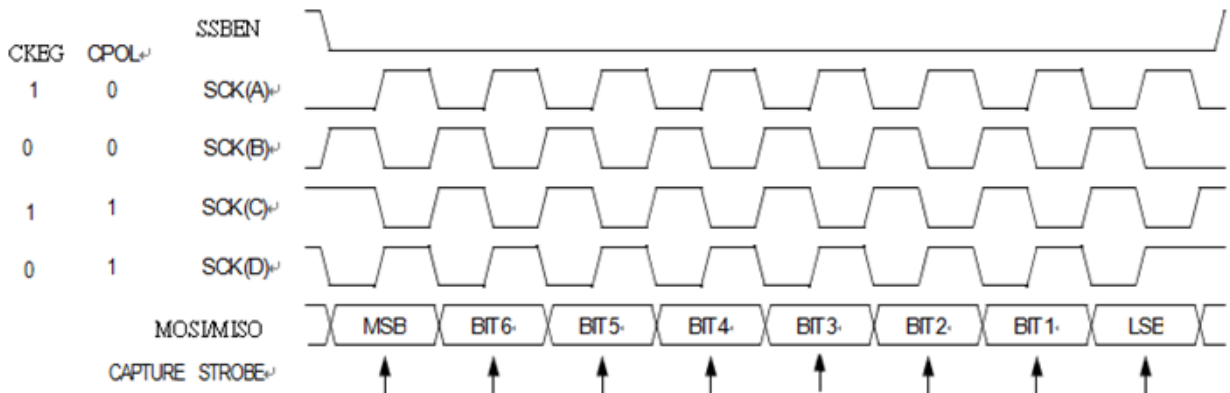 SSBEN
CKEG CPOL↵
1 0 SCK(A)↵
0 0 SCK(B)↵
1 1 SCK(C)↵
0 1 SCK(D)↵
MOSI/MISO MSB BIT6 BIT5 BIT4 BIT3 BIT2 BIT1 LSB
CAPTURE STROBE↵